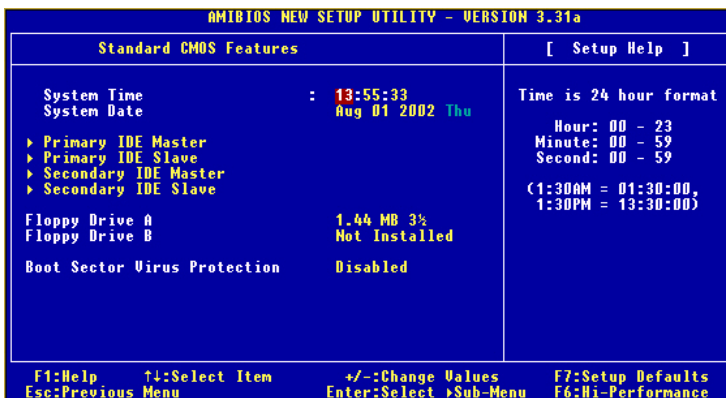 AMIBIOS NEW SETUP UTILITY - VERSION 3.31a
Standard CMOS Features
[ Setup Help ]
System Time : 13:55:33
System Date Aug 01 2002 Thu
▸ Primary IDE Master
▸ Primary IDE Slave
▸ Secondary IDE Master
▸ Secondary IDE Slave
Floppy Drive A 1.44 MB 3½
Floppy Drive B Not Installed
Boot Sector Virus Protection Disabled
Time is 24 hour format
Hour: 00 - 23
Minute: 00 - 59
Second: 00 - 59
(1:30AM = 01:30:00,
1:30PM = 13:30:00)
F1:Help ↑↓:Select Item +/-:Change Values F7:Setup Defaults
Esc:Previous Menu Enter:Select ▸Sub-Menu F6:Hi-Performance